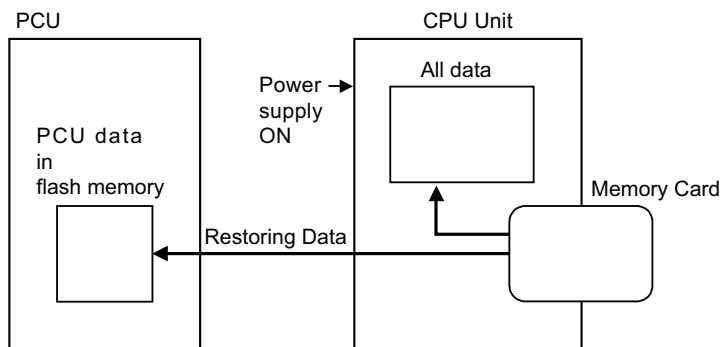 PCU
CPU Unit
Power
supply
ON
All data
PCU data
in
flash memory
Memory Card
Restoring Data